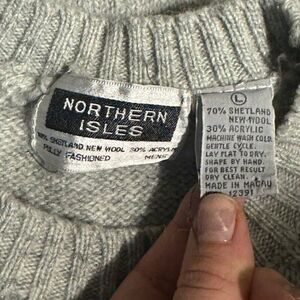 NORTHERN
ISLES
SHETLAND NEW WOOL 30% ACRYLIC
FULLY FASHIONED MENS
L
70% SHETLAND
NEW WOOL
30% ACRYLIC
MACHINE WASH COLD.
GENTLE CYCLE.
LAY FLAT TO DRY.
SHAPE BY HAND.
FOR BEST RESULT
DRY CLEAN.
MADE IN MACAU
12391